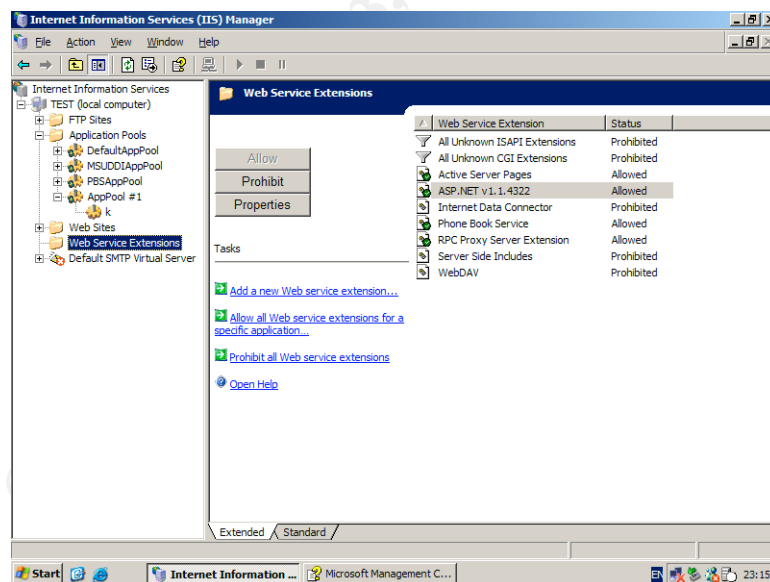 Internet Information Services (IIS) Manager
File Action View Window Help
Internet Information Services
TEST (local computer)
FTP Sites
Application Pools
DefaultAppPool
MSUDDIAppPool
PBSAppPool
AppPool #1
k
Web Sites
Web Service Extensions
Default SMTP Virtual Server
Web Service Extensions
Allow
Prohibit
Properties
Tasks
Add a new Web service extension...
Allow all Web service extensions for a
specific application...
Prohibit all Web service extensions
Open Help
Web Service Extension Status
All Unknown ISAPI Extensions Prohibited
All Unknown CGI Extensions Prohibited
Active Server Pages Allowed
ASP.NET v1.1.4322 Allowed
Internet Data Connector Prohibited
Phone Book Service Allowed
RPC Proxy Server Extension Allowed
Server Side Includes Prohibited
WebDAV Prohibited
Extended Standard
Start Internet Information ... Microsoft Management C... EN 23:15